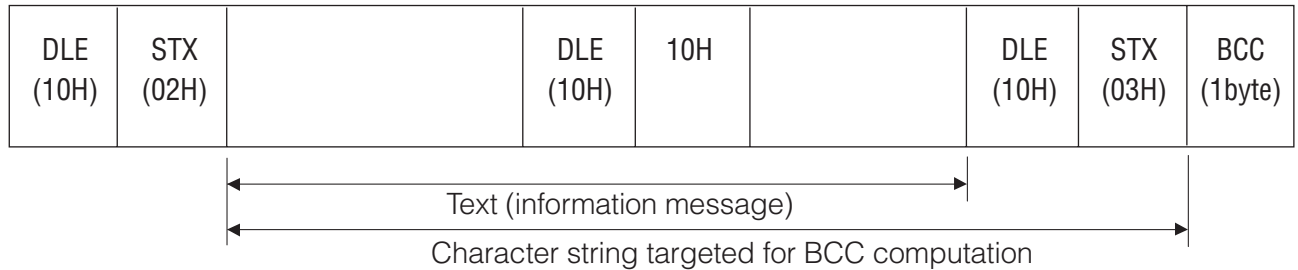 DLE STX DLE 10H DLE STX BCC
(10H) (02H) (10H) (10H) (03H) (1byte)
Text (information message)
Character string targeted for BCC computation